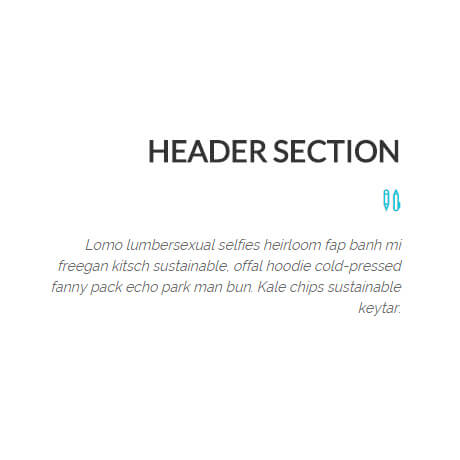 HEADER SECTION
Lomo lumbersexual selfies heirloom fap banh mi
freegan kitsch sustainable, offal hoodie cold-pressed
fanny pack echo park man bun. Kale chips sustainable
keytar.